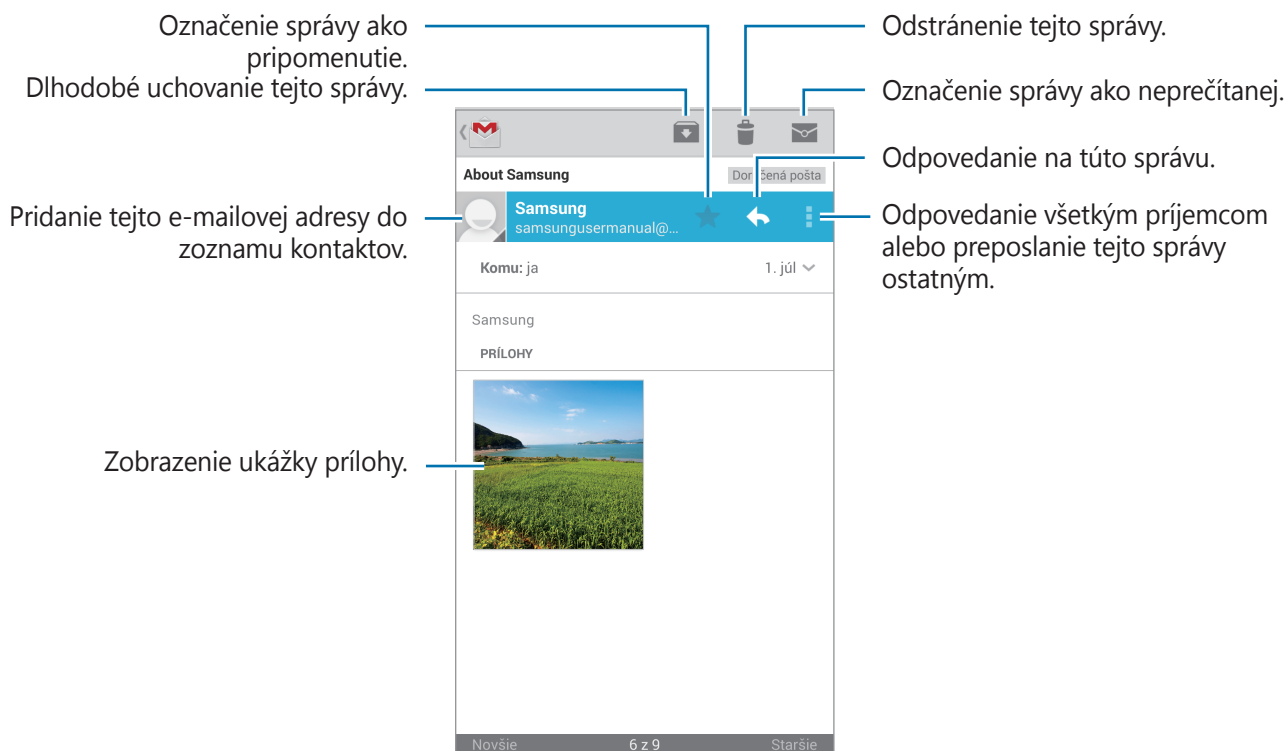 Označenie správy ako
pripomenutie.
Dlhodobé uchovanie tejto správy.
Pridanie tejto e-mailovej adresy do
zoznamu kontaktov.
Zobrazenie ukážky prílohy.
About Samsung
Doručená pošta
Samsung
samsungusermanual@...
Komu: ja
1. júl
Samsung
PRÍLOHY
Novšie
6 z 9
Staršie
Odstránenie tejto správy.
Označenie správy ako neprečítanej.
Odpovedanie na túto správu.
Odpovedanie všetkým príjemcom
alebo preposlanie tejto správy
ostatným.